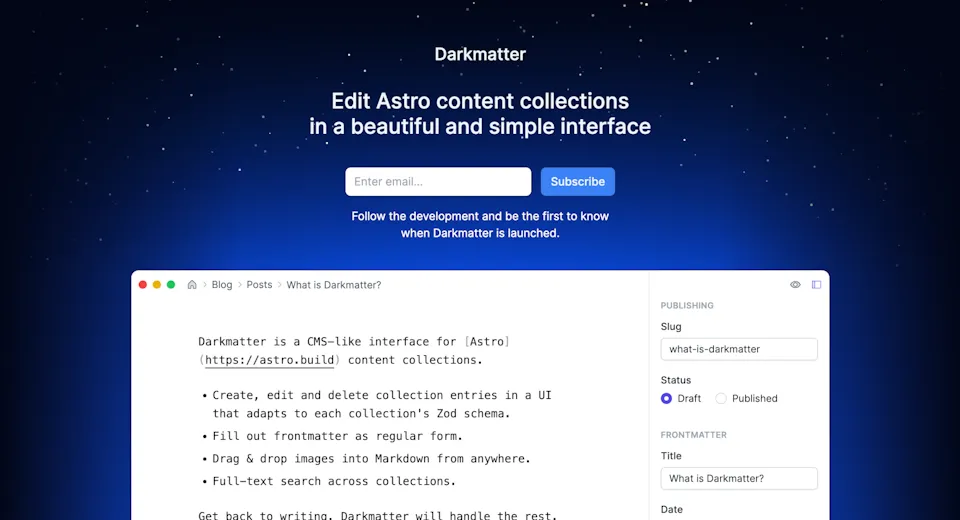 Darkmatter
Edit Astro content collections
in a beautiful and simple interface
Enter email...
Subscribe
Follow the development and be the first to know
when Darkmatter is launched.
Blog
Posts
What is Darkmatter?
Darkmatter is a CMS-like interface for [Astro]
(https://astro.build) content collections.
• Create, edit and delete collection entries in a UI
that adapts to each collection's Zod schema.
• Fill out frontmatter as regular form.
• Drag & drop images into Markdown from anywhere.
• Full-text search across collections.
Get back to writing. Darkmatter will handle the rest.
PUBLISHING
Slug
what-is-darkmatter
Status
Draft
Published
FRONTMATTER
Title
What is Darkmatter?
Date